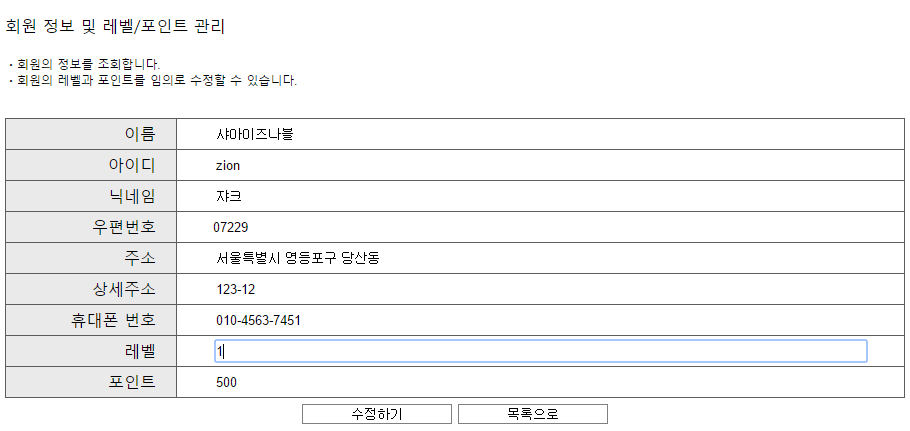 회원 정보 및 레벨/포인트 관리
· 회원의 정보를 조회합니다.
· 회원의 레벨과 포인트를 임의로 수정할 수 있습니다.
이름 샤아이즈나블
아이디 zion
닉네임 쟈크
우편번호 07229
주소 서울특별시 영등포구 당산동
상세주소 123-12
휴대폰 번호 010-4563-7451
레벨 1
포인트 500
수정하기 목록으로